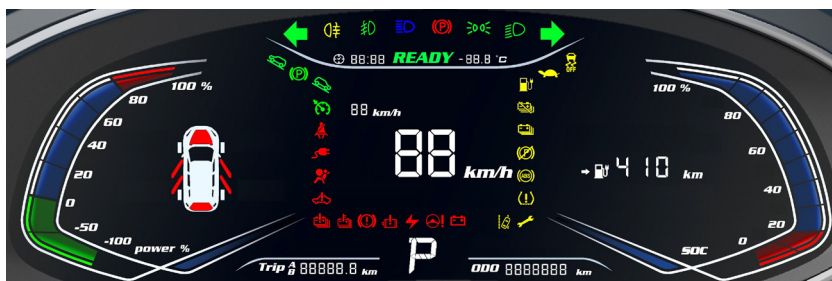 88:88 READY -88.8 °C
OFF
100 %
80
60
40
20
0
-50
-100
power %
88 km/h
88 km/h
ABS
410 km
100 %
80
60
40
20
0
SOC
P
Trip A B 88888.8 km
ODO 8888888 km